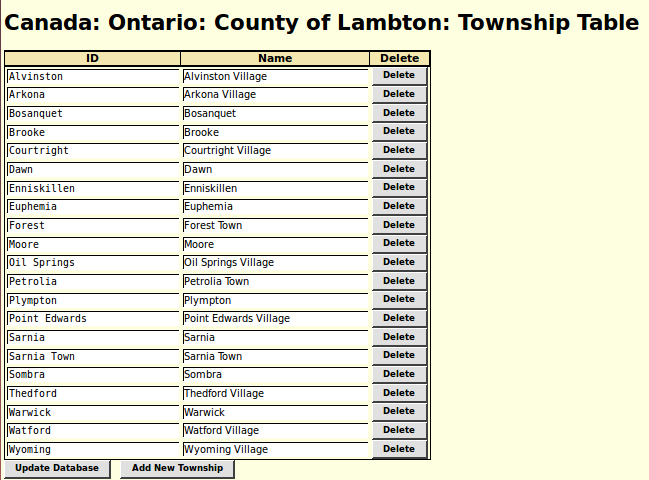 Canada: Ontario: County of Lambton: Township Table
ID Name Delete
Alvinston Alvinston Village Delete
Arkona Arkona Village Delete
Bosanquet Bosanquet Delete
Brooke Brooke Delete
Courtright Courtright Village Delete
Dawn Dawn Delete
Enniskillen Enniskillen Delete
Euphemia Euphemia Delete
Forest Forest Town Delete
Moore Moore Delete
Oil Springs Oil Springs Village Delete
Petrolia Petrolia Town Delete
Plympton Plympton Delete
Point Edwards Point Edwards Village Delete
Sarnia Sarnia Delete
Sarnia Town Sarnia Town Delete
Sombra Sombra Delete
Thedford Thedford Village Delete
Warwick Warwick Delete
Watford Watford Village Delete
Wyoming Wyoming Village Delete
Update Database Add New Township